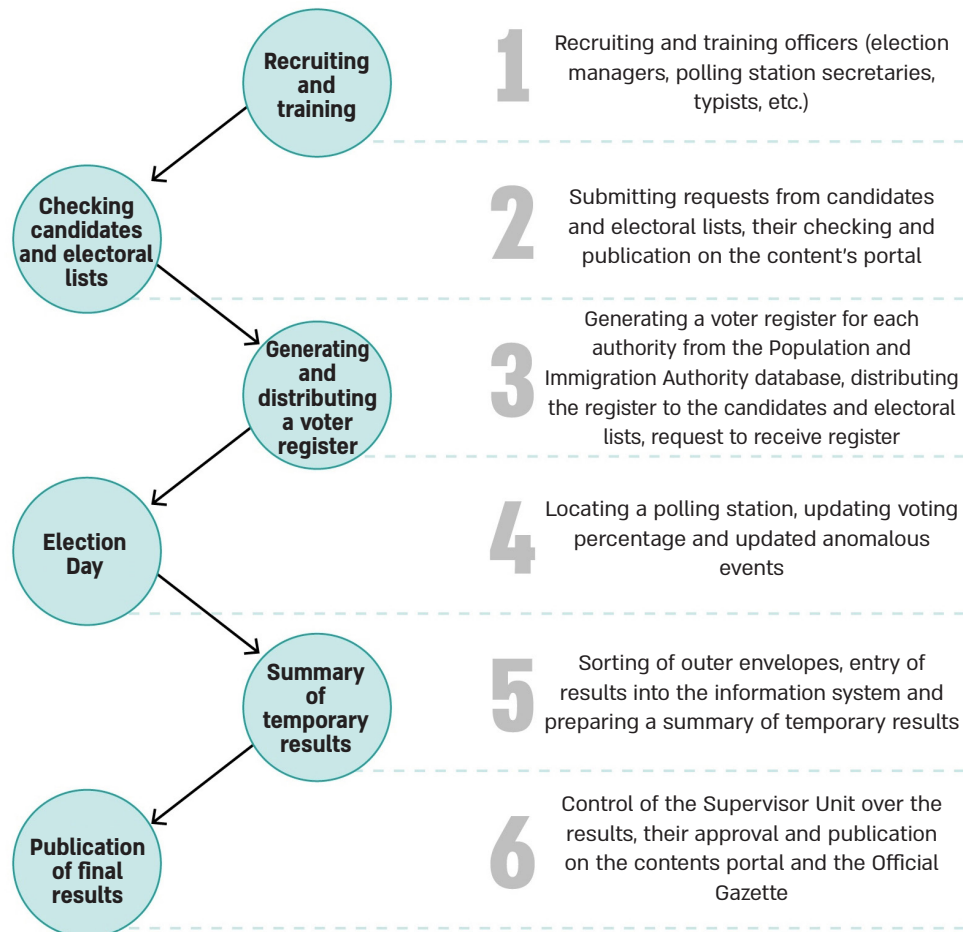 Recruiting
and
training
1
Recruiting and training officers (election
managers, polling station secretaries,
typists, etc.)
Checking
candidates
and electoral
lists
2
Submitting requests from candidates
and electoral lists, their checking and
publication on the content's portal
Generating
and
distributing
a voter
register
3
Generating a voter register for each
authority from the Population and
Immigration Authority database, distributing
the register to the candidates and electoral
lists, request to receive register
Election
Day
4
Locating a polling station, updating voting
percentage and updated anomalous
events
Summary
of
temporary
results
5
Sorting of outer envelopes, entry of
results into the information system and
preparing a summary of temporary results
Publication
of final
results
6
Control of the Supervisor Unit over the
results, their approval and publication
on the contents portal and the Official
Gazette